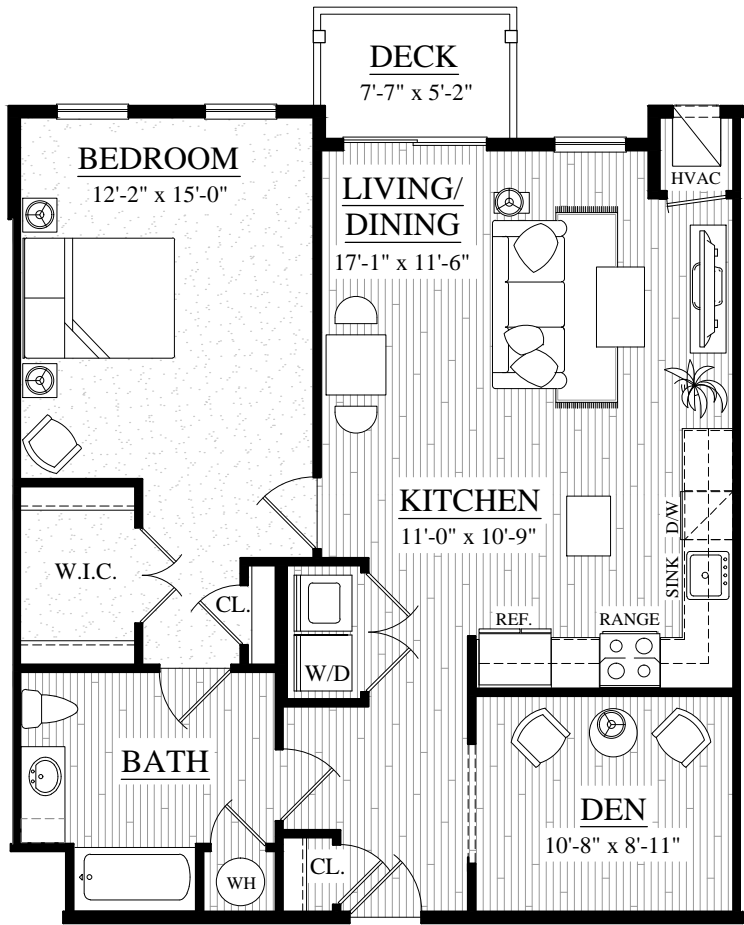 DECK
7'-7" x 5'-2"
BEDROOM
12'-2" x 15'-0"
LIVING/
DINING
17'-1" x 11'-6"
HVAC
KITCHEN
11'-0" x 10'-9"
D/W
SINK
W.I.C.
CL.
REF.
RANGE
W/D
BATH
DEN
10'-8" x 8'-11"
CL.
WH